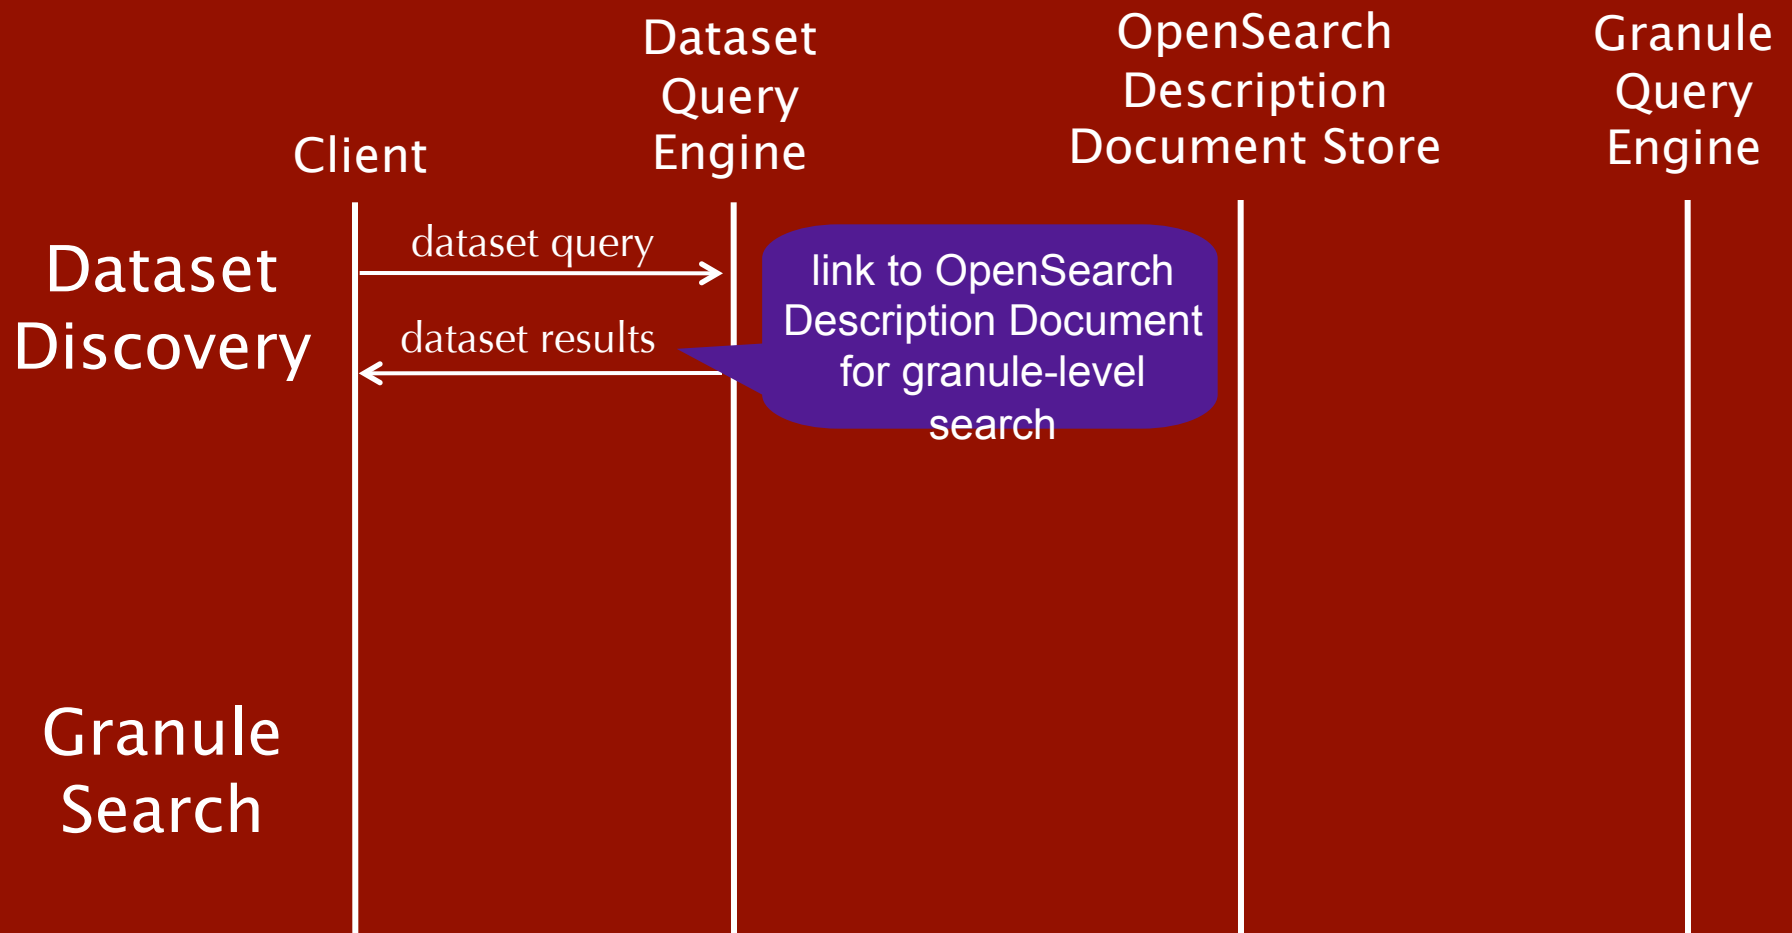 Client
Dataset
Query
Engine
OpenSearch
Description
Document Store
Granule
Query
Engine
Dataset
Discovery
dataset query
dataset results
link to OpenSearch
Description Document
for granule-level
search
Granule
Search